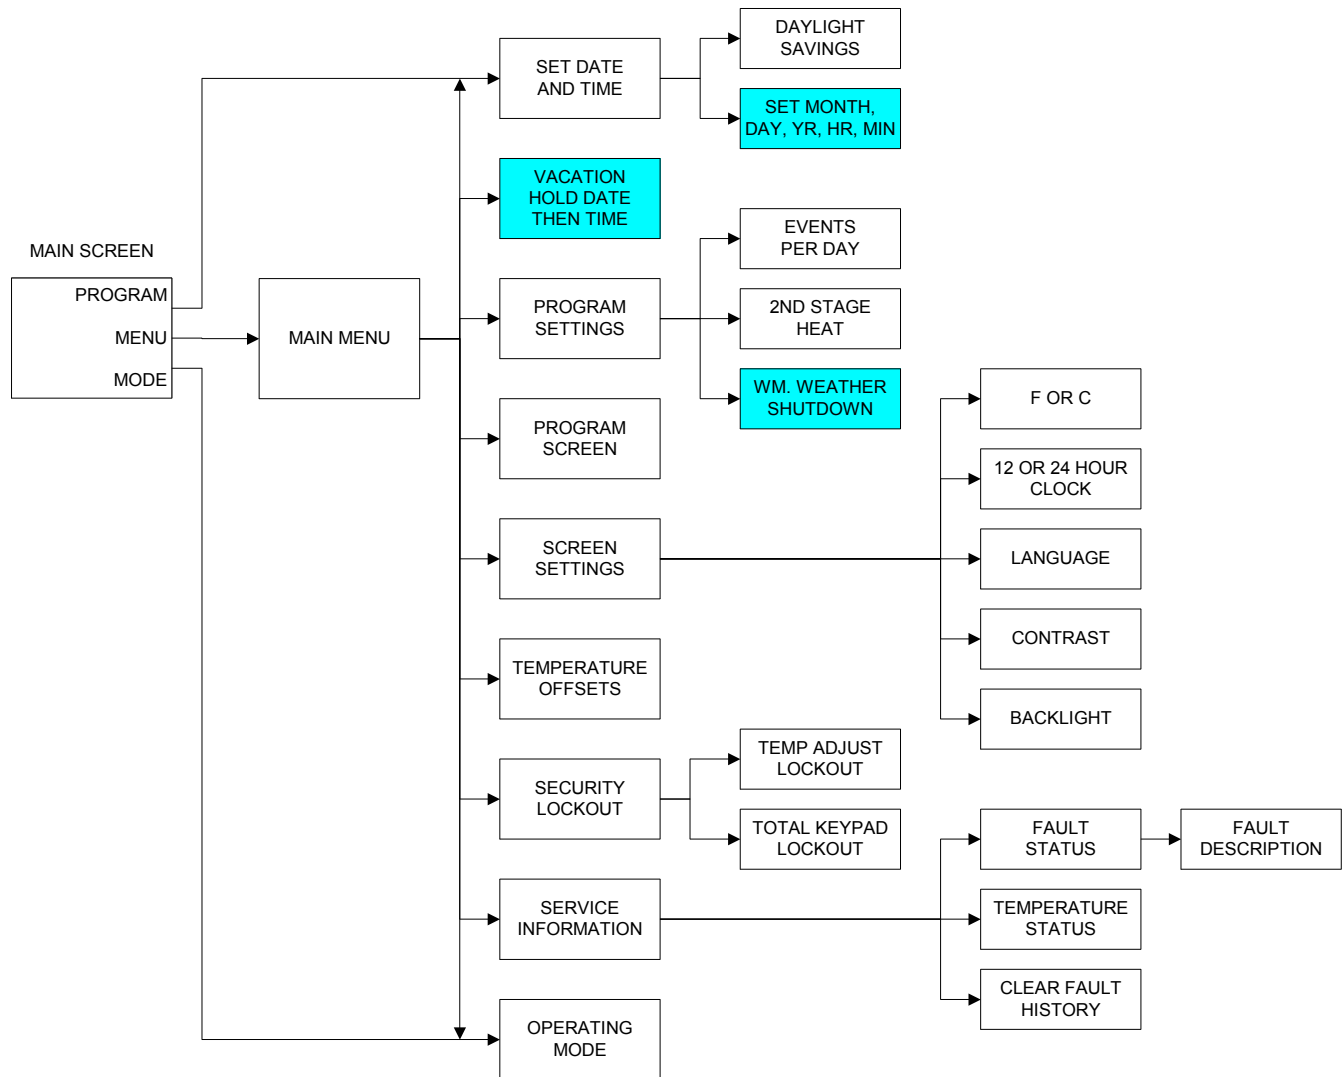 MAIN SCREEN
PROGRAM
MENU
MODE
MAIN MENU
SET DATE
AND TIME
DAYLIGHT
SAVINGS
SET MONTH,
DAY, YR, HR, MIN
VACATION
HOLD DATE
THEN TIME
PROGRAM
SETTINGS
EVENTS
PER DAY
2ND STAGE
HEAT
WM. WEATHER
SHUTDOWN
PROGRAM
SCREEN
SCREEN
SETTINGS
F OR C
12 OR 24 HOUR
CLOCK
LANGUAGE
CONTRAST
BACKLIGHT
TEMPERATURE
OFFSETS
SECURITY
LOCKOUT
TEMP ADJUST
LOCKOUT
TOTAL KEYPAD
LOCKOUT
SERVICE
INFORMATION
FAULT
STATUS
FAULT
DESCRIPTION
TEMPERATURE
STATUS
CLEAR FAULT
HISTORY
OPERATING
MODE